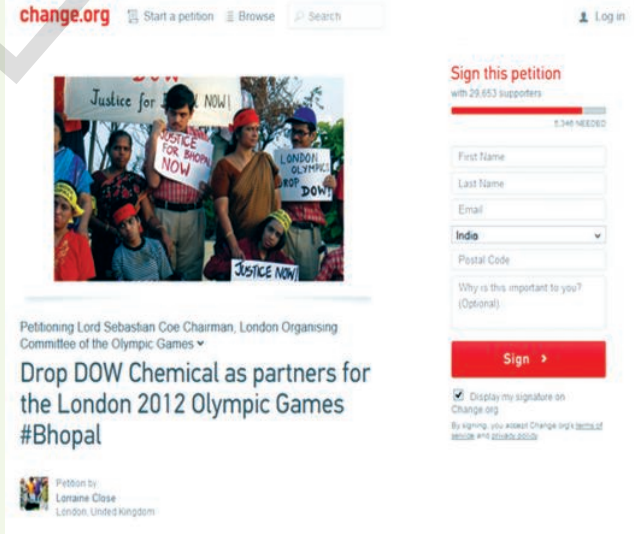 change.org
Start a petition
Browse
Search
Log in
DOW
Justice for NOW!
JUSTICE
FOR BHOPAL
NOW
LONDON
OLYMPICS
DROP
DOW!
JUSTICE NOW!
Sign this petition
with 29,653 supporters
5,346 NEEDED
First Name
Last Name
Email
India
Postal Code
Why is this important to you?
(Optional)
Sign >
Display my signature on
Change.org
By signing, you accept Change.org's terms of
service and privacy policy.
Petitioning Lord Sebastian Coe Chairman, London Organising
Committee of the Olympic Games
Drop DOW Chemical as partners for
the London 2012 Olympic Games
#Bhopal
Petition by
Lorraine Close
London, United Kingdom